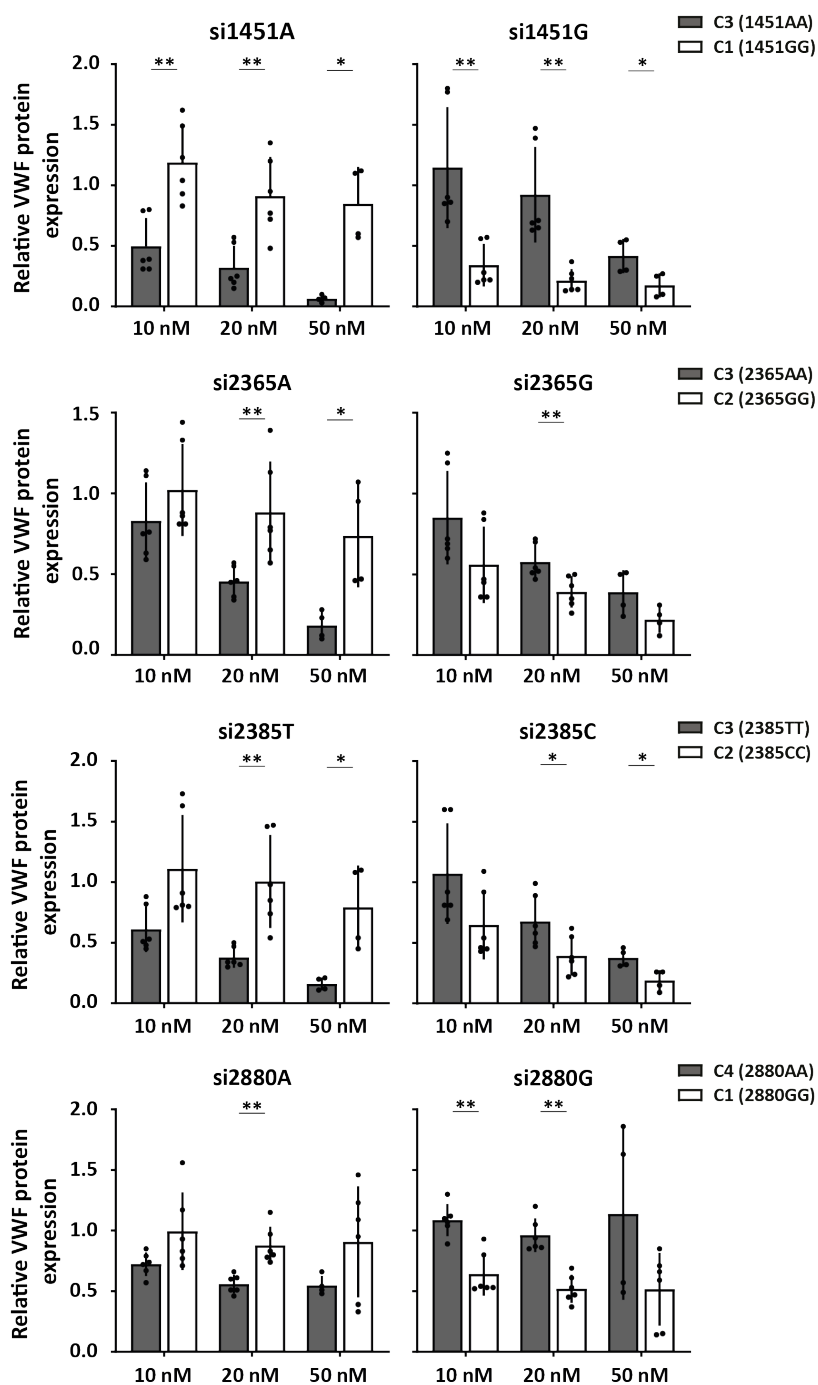 si1451A
si1451G
C3 (1451AA)
C1 (1451GG)
Relative VWF protein
expression
2.0
1.5
1.0
0.5
0.0
** ** *
** ** *
10 nM 20 nM 50 nM
10 nM 20 nM 50 nM
si2365A
si2365G
C3 (2365AA)
C2 (2365GG)
Relative VWF protein
expression
1.5
1.0
0.5
0.0
** *
**
10 nM 20 nM 50 nM
10 nM 20 nM 50 nM
si2385T
si2385C
C3 (2385TT)
C2 (2385CC)
Relative VWF protein
expression
2.0
1.5
1.0
0.5
0.0
** *
* *
10 nM 20 nM 50 nM
10 nM 20 nM 50 nM
si2880A
si2880G
C4 (2880AA)
C1 (2880GG)
Relative VWF protein
expression
2.0
1.5
1.0
0.5
0.0
**
** **
10 nM 20 nM 50 nM
10 nM 20 nM 50 nM